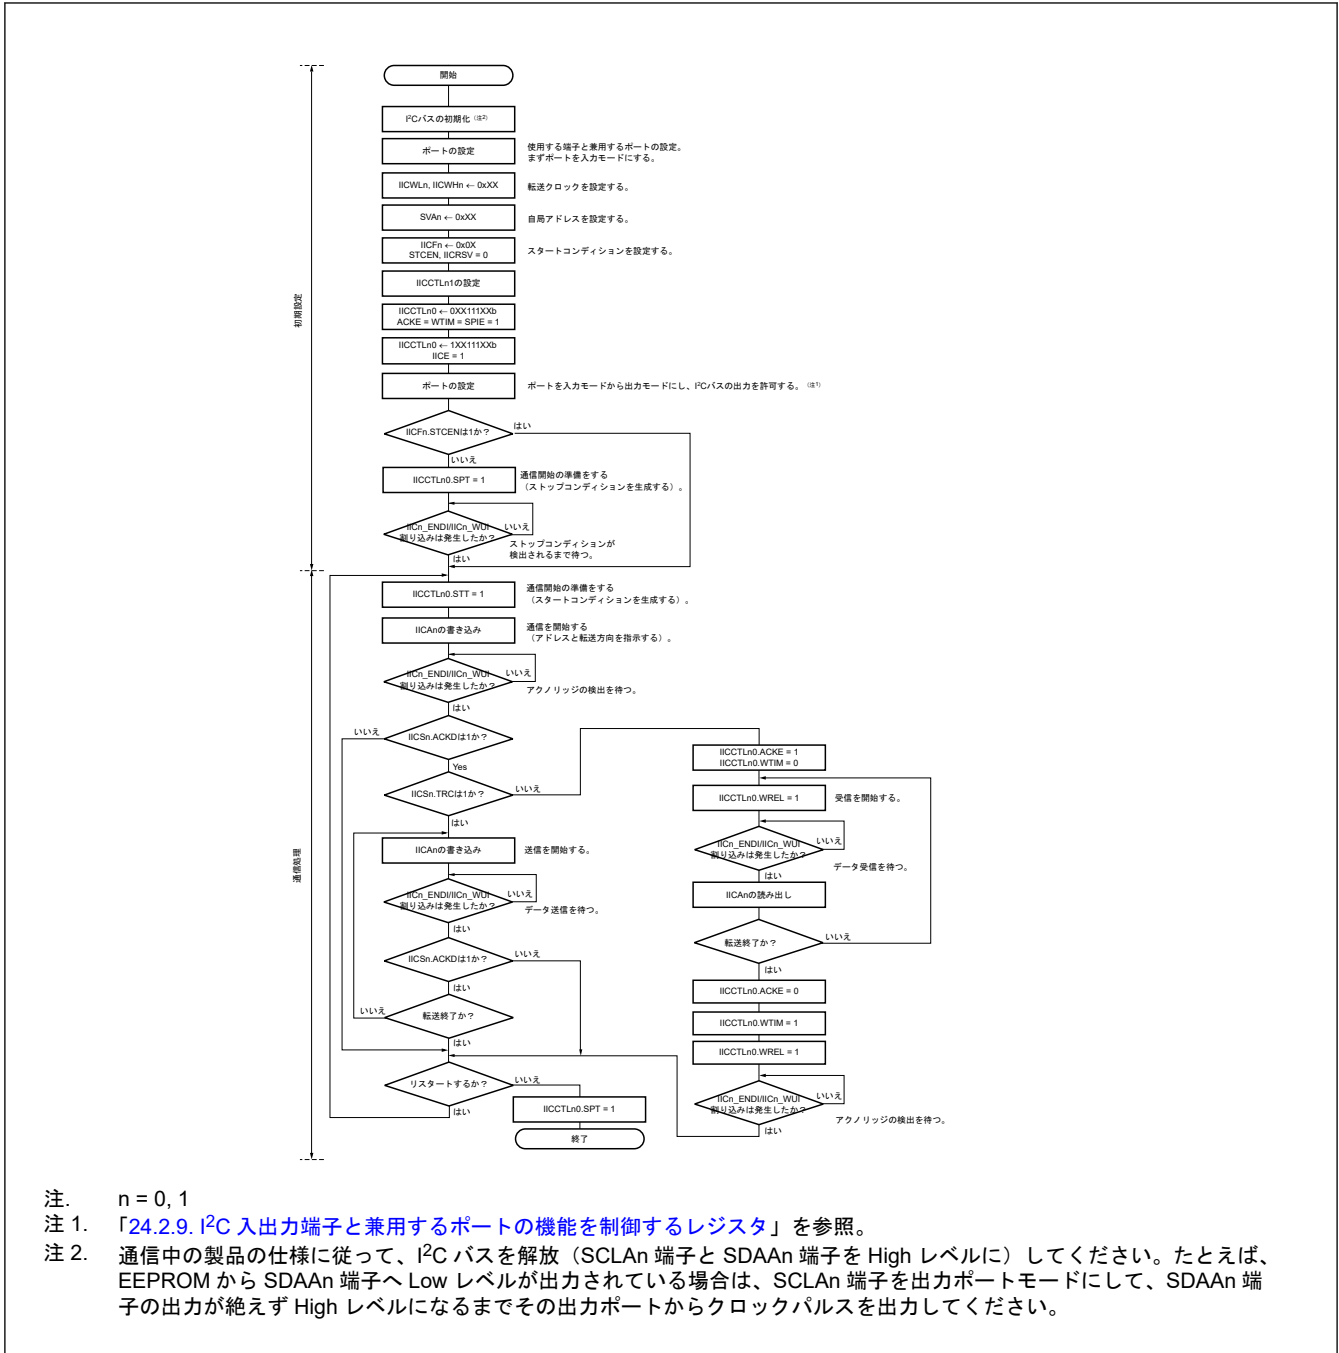 開始
I²Cバスの初期化 (注2)
ポートの設定
使用する端子と兼用するポートの設定。
まずポートを入力モードにする。
IICWLn, IICWHn ← 0xXX
転送クロックを設定する。
SVAn ← 0xXX
自局アドレスを設定する。
IICFn ← 0x0X
STCEN, IICRSV = 0
スタートコンディションを設定する。
IICCTLn1の設定
初期設定
IICCTLn0 ← 0XX111XXb
ACKE = WTIM = SPIE = 1
IICCTLn0 ← 1XX111XXb
IICE = 1
ポートの設定
ポートを入力モードから出力モードにし、I²Cバスの出力を許可する。 (注1)
IICFn.STCENは1か?
はい
いいえ
IICCTLn0.SPT = 1
通信開始の準備をする
(ストップコンディションを生成する)。
IICn_ENDI/IICn_WUI
割り込みは発生したか?
いいえ
ストップコンディションが
検出されるまで待つ。
はい
IICCTLn0.STT = 1
通信開始の準備をする
(スタートコンディションを生成する)。
IICAnの書き込み
通信を開始する
(アドレスと転送方向を指示する)。
IICn_ENDI/IICn_WUI
割り込みは発生したか?
いいえ
アクノリッジの検出を待つ。
はい
いいえ
IICSn.ACKDは1か?
Yes
IICSn.TRCは1か?
いいえ
はい
通信処理
IICAnの書き込み
送信を開始する。
IICn_ENDI/IICn_WUI
割り込みは発生したか?
いいえ
データ送信を待つ。
はい
IICSn.ACKDは1か?
いいえ
はい
いいえ
転送終了か?
はい
リスタートするか?
いいえ
はい
IICCTLn0.SPT = 1
終了
IICCTLn0.ACKE = 1
IICCTLn0.WTIM = 0
IICCTLn0.WREL = 1
受信を開始する。
IICn_ENDI/IICn_WUI
割り込みは発生したか?
いいえ
データ受信を待つ。
はい
IICAnの読み出し
転送終了か?
いいえ
はい
IICCTLn0.ACKE = 0
IICCTLn0.WTIM = 1
IICCTLn0.WREL = 1
IICn_ENDI/IICn_WUI
割り込みは発生したか?
いいえ
アクノリッジの検出を待つ。
はい
注. n = 0, 1
注 1. 「24.2.9. I²C 入出力端子と兼用するポートの機能を制御するレジスタ」を参照。
注 2. 通信中の製品の仕様に従って、I²C バスを解放(SCLAn 端子と SDAAn 端子を High レベルに)してください。たとえば、
EEPROM から SDAAn 端子へ Low レベルが出力されている場合は、SCLAn 端子を出力ポートモードにして、SDAAn 端
子の出力が絶えず High レベルになるまでその出力ポートからクロックパルスを出力してください。